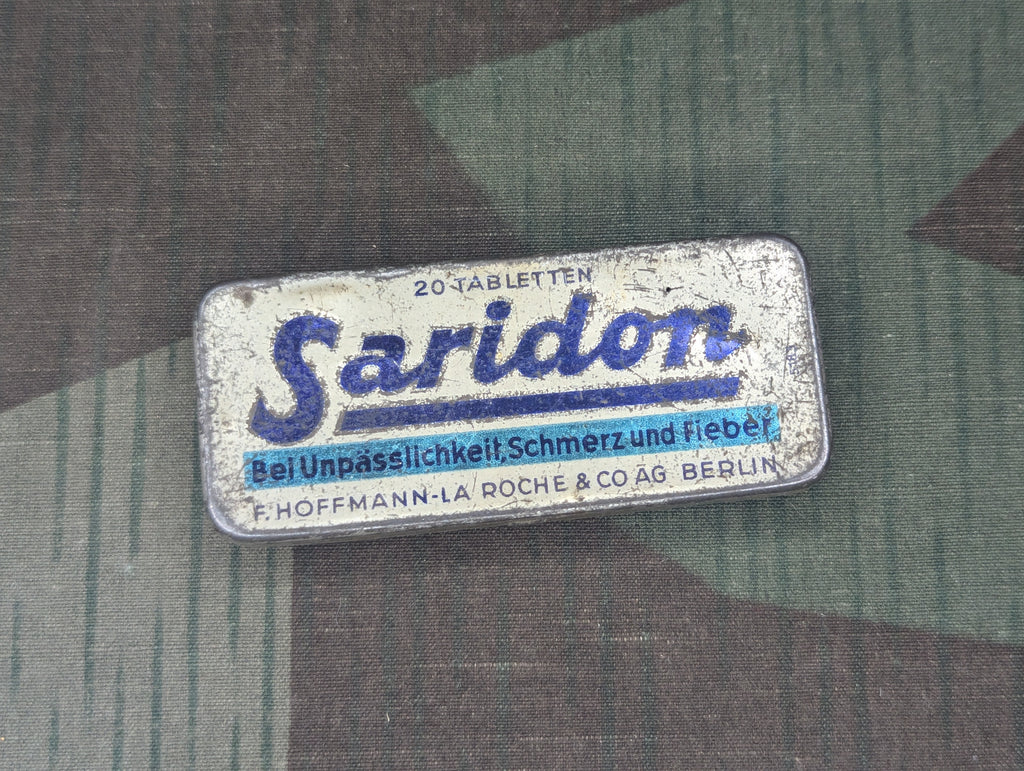 20 TABLETTEN
Saridon
Bei Unpässlichkeit, Schmerz und Fieber
F. HOFFMANN-LA ROCHE & CO AG BERLIN